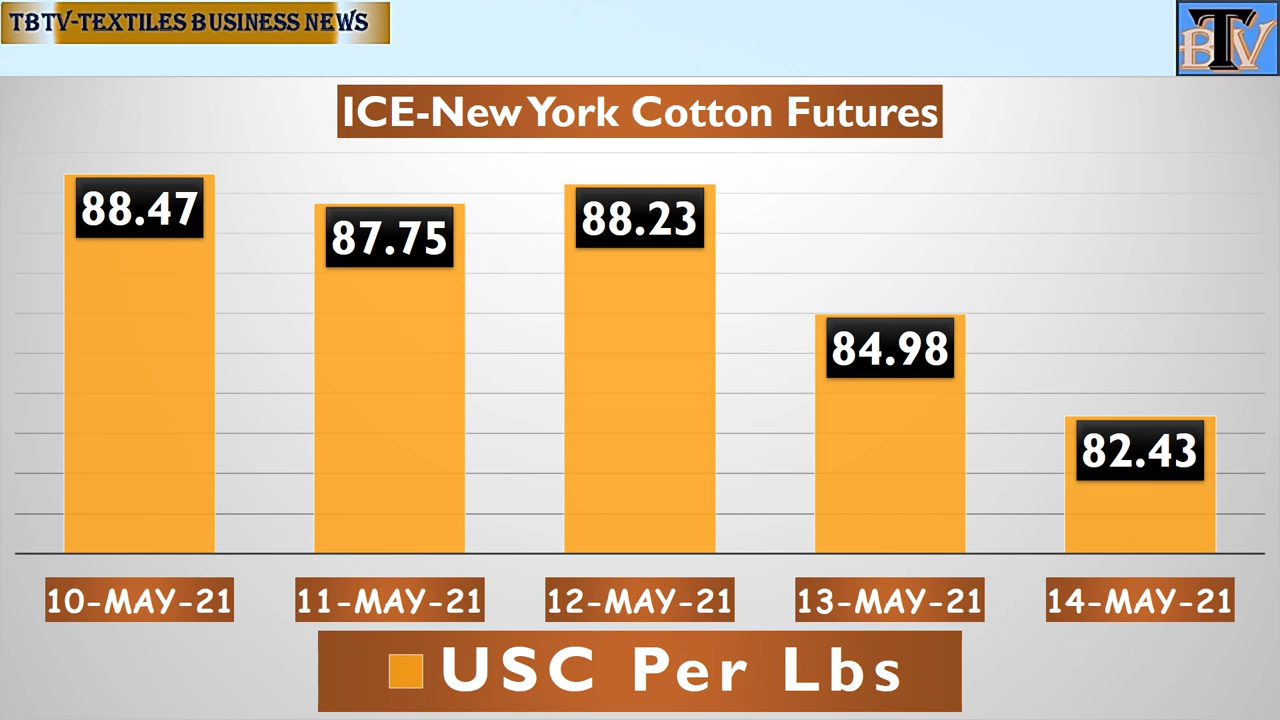 TBTV-TEXTILES BUSINESS NEWS
BTV
ICE-New York Cotton Futures
88.47
87.75
88.23
84.98
82.43
10-MAY-21
11-MAY-21
12-MAY-21
13-MAY-21
14-MAY-21
USC Per Lbs